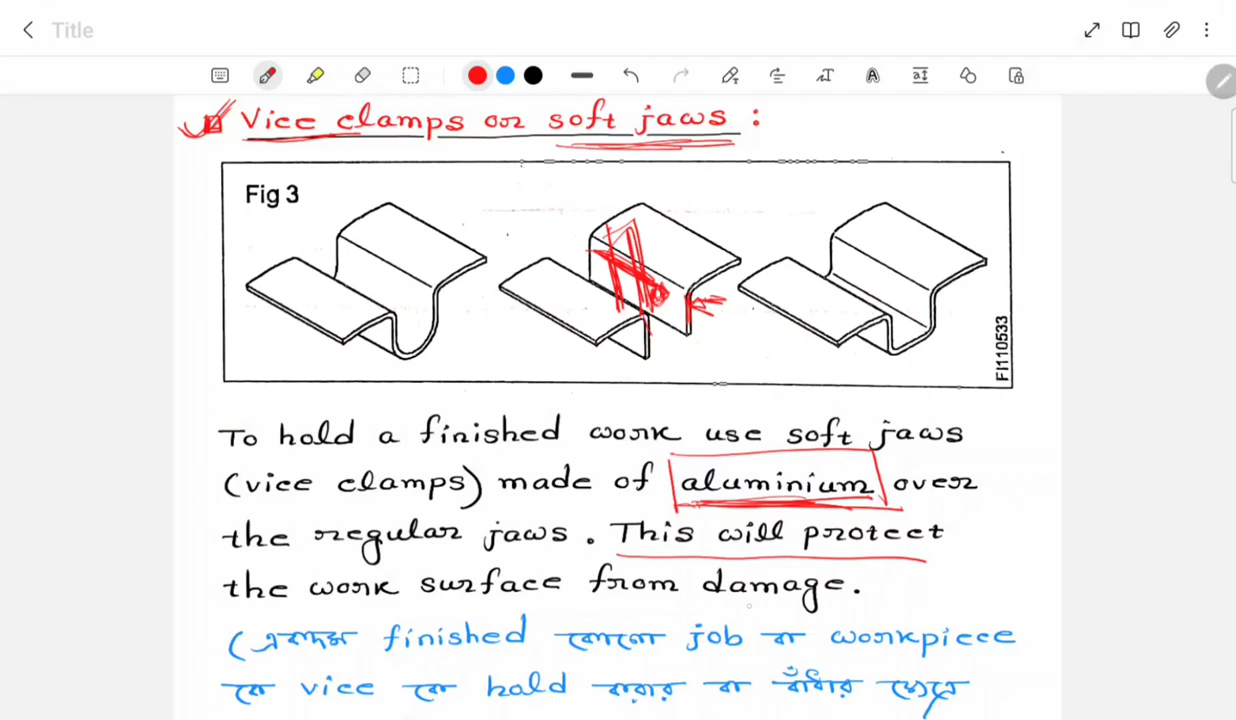 Title
Vice clamps or soft jaws :
Fig 3
FI110533
To hold a finished work use soft jaws
(vice clamps) made of aluminium over
the regular jaws. This will protect
the work surface from damage.
(একদম finished কোনো job বা workpiece
কে vice কে hold করার বা বাঁধার ক্ষেত্রে